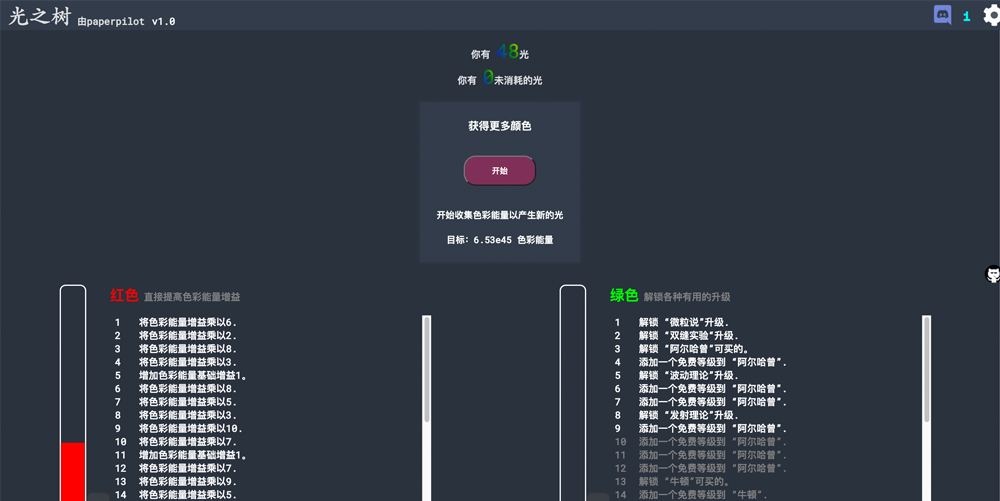 光之树 由paperpilot v1.0
i
你有 48光
你有 0未消耗的光
获得更多颜色
开始
开始收集色彩能量以产生新的光
目标: 6.53e45 色彩能量
红色 直接提高色彩能量增益
1 将色彩能量增益乘以6.
2 将色彩能量增益乘以2.
3 将色彩能量增益乘以8.
4 将色彩能量增益乘以3.
5 增加色彩能量基础增益1。
6 将色彩能量增益乘以8.
7 将色彩能量增益乘以5.
8 将色彩能量增益乘以3.
9 将色彩能量增益乘以10.
10 将色彩能量增益乘以7.
11 增加色彩能量基础增益1。
12 将色彩能量增益乘以7.
13 将色彩能量增益乘以9.
14 将色彩能量增益乘以5.
绿色 解锁各种有用的升级
1 解锁 “微粒说”升级.
2 解锁 “双缝实验”升级.
3 解锁 “阿尔哈曾”可买的。
4 添加一个免费等级到 “阿尔哈曾”.
5 解锁 “波动理论”升级.
6 添加一个免费等级到 “阿尔哈曾”.
7 添加一个免费等级到 “阿尔哈曾”.
8 解锁 “发射理论”升级.
9 添加一个免费等级到 “阿尔哈曾”.
10 添加一个免费等级到 “阿尔哈曾”.
11 添加一个免费等级到 “阿尔哈曾”.
12 添加一个免费等级到 “阿尔哈曾”.
13 解锁 “牛顿”可买的。
14 添加一个免费等级到 “牛顿”.